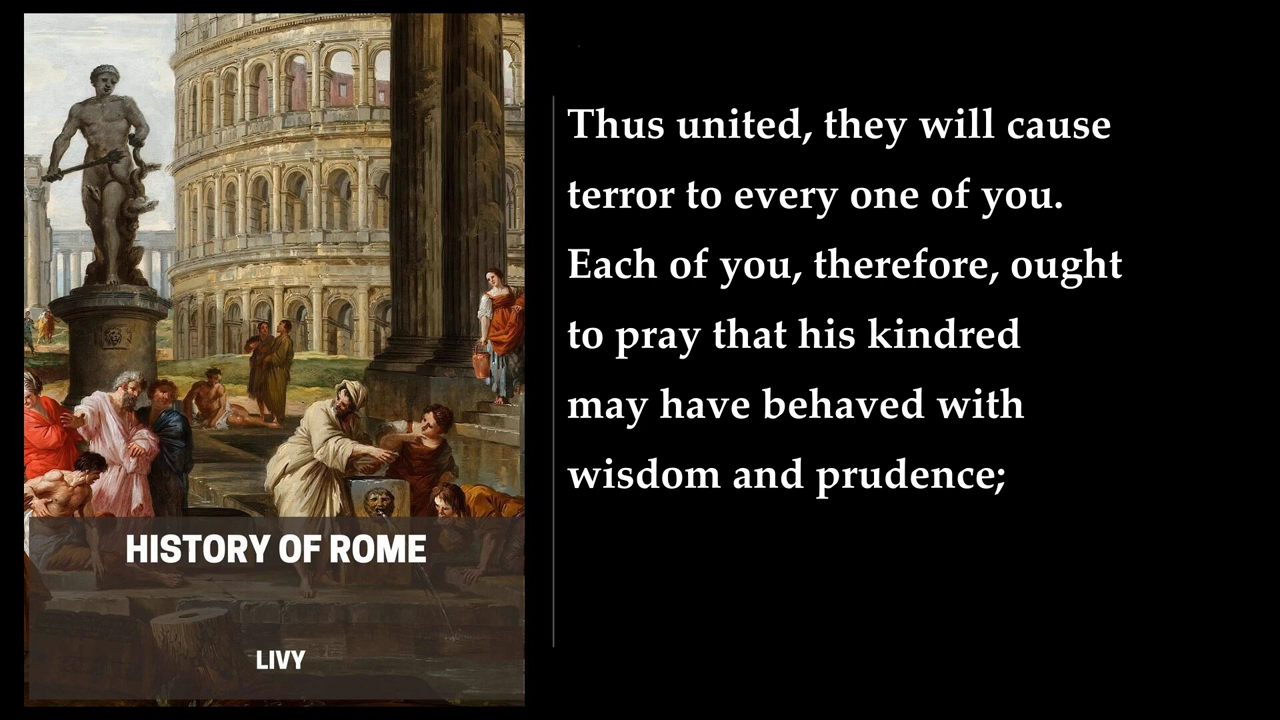 Thus united, they will cause
terror to every one of you.
Each of you, therefore, ought
to pray that his kindred
may have behaved with
wisdom and prudence;
HISTORY OF ROME
LIVY